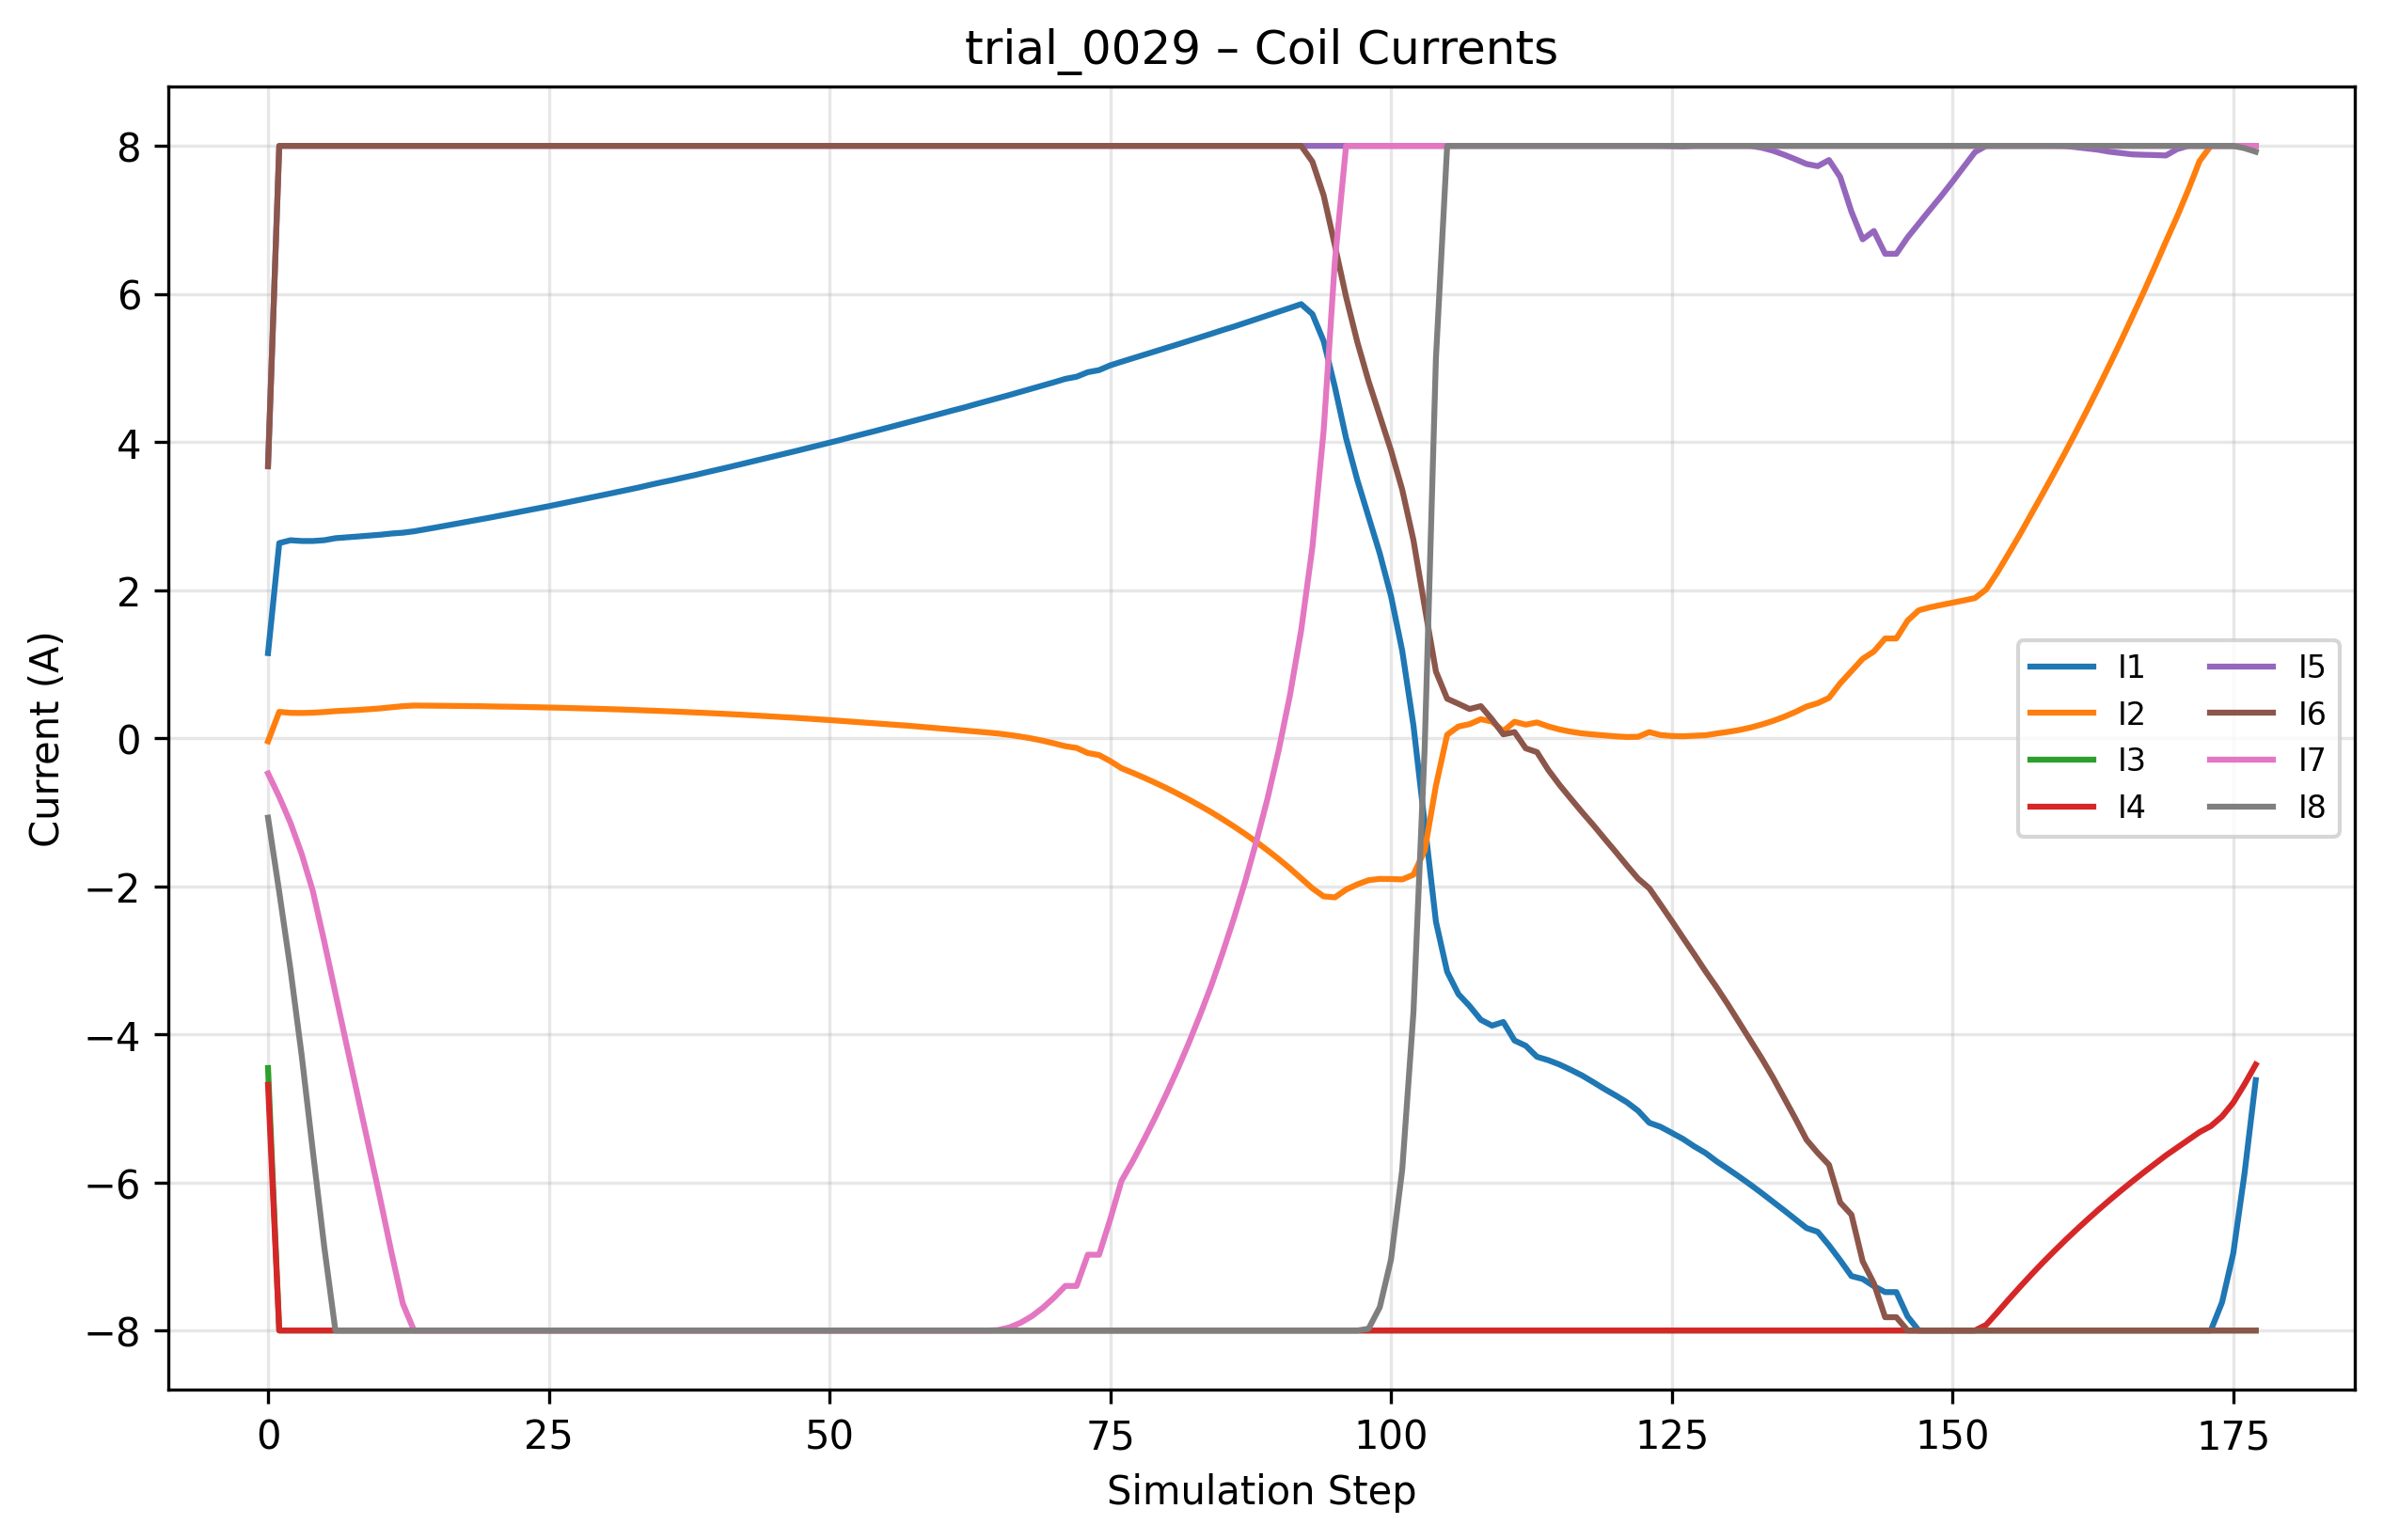 trial_0029 – Coil Currents
Current (A)
8
6
4
2
0
−2
−4
−6
−8
I1
I2
I3
I4
I5
I6
I7
I8
0
25
50
75
100
125
150
175
Simulation Step